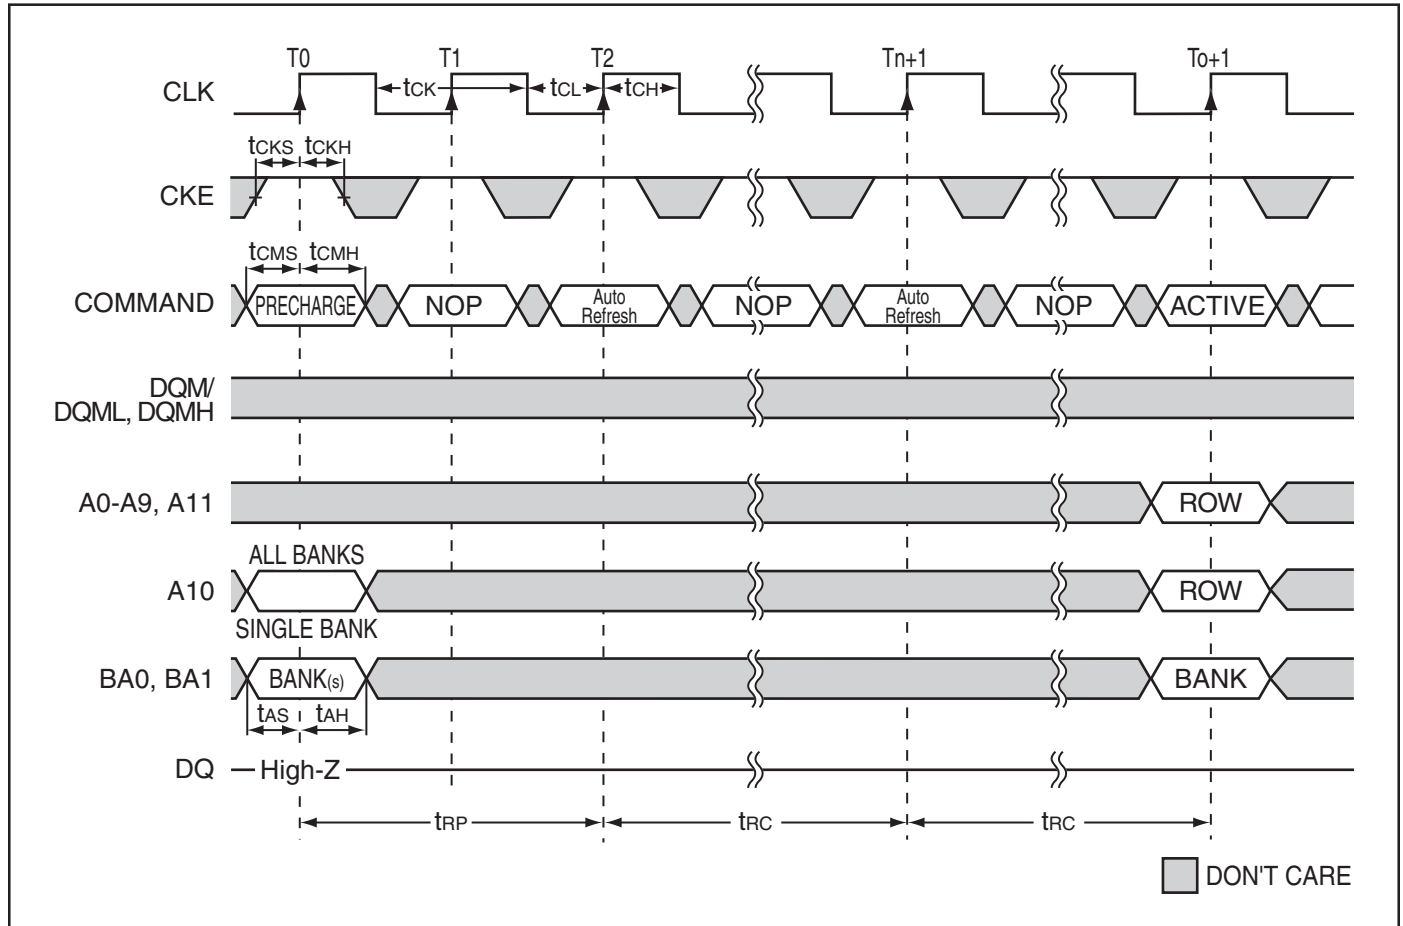 T0 T1 T2 Tn+1 To+1
CLK tCK tCL tCH
tCKS tCKH
CKE
tCMS tCMH
COMMAND PRECHARGE NOP Auto Refresh NOP Auto Refresh NOP ACTIVE
DQM/
DQML, DQMH
A0-A9, A11 ROW
ALL BANKS
A10 ROW
SINGLE BANK
BA0, BA1 BANK(s) BANK
tAS tAH
DQ High-Z
tRP tRC tRC
DON'T CARE